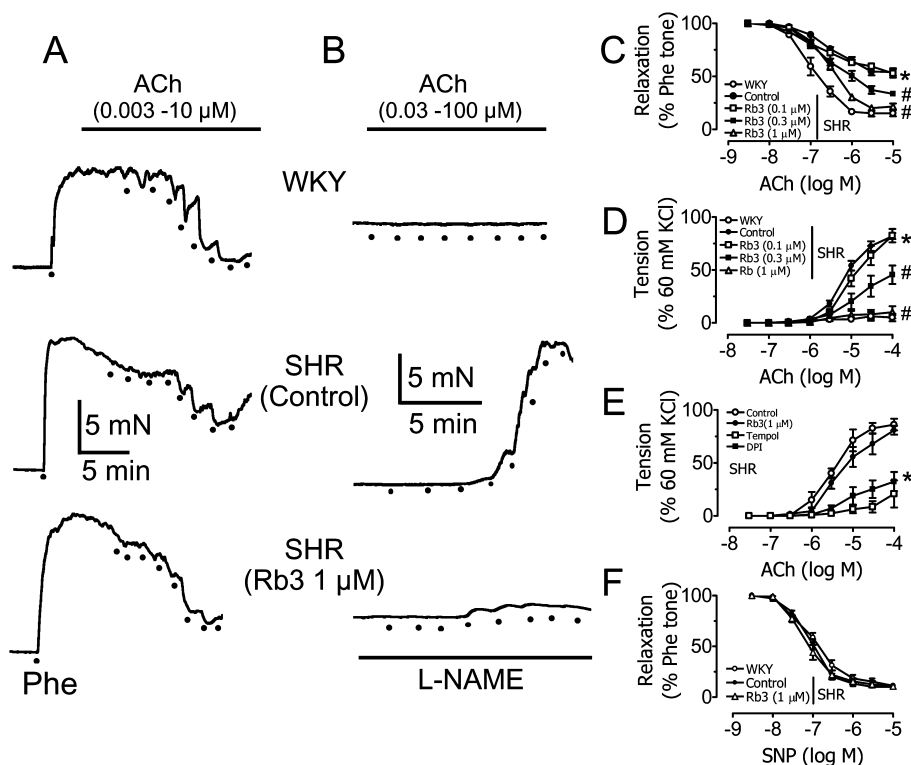 A
ACh
(0.003 -10 µM)
5 mN
5 min
Phe
B
ACh
(0.03 -100 µM)
WKY
SHR
(Control)
5 mN
5 min
SHR
(Rb3 1 µM)
L-NAME
C
Relaxation
(% Phe tone)
100
50
0
WKY
Control
Rb3 (0.1 µM)
Rb3 (0.3 µM)
Rb3 (1 µM)
SHR
*
#
#
-9 -8 -7 -6 -5
ACh (log M)
D
Tension
(% 60 mM KCl)
100
50
0
WKY
Control
Rb3 (0.1 µM)
Rb3 (0.3 µM)
Rb (1 µM)
SHR
*
#
#
-8 -7 -6 -5 -4
ACh (log M)
E
Tension
(% 60 mM KCl)
100
50
0
Control
Rb3(1 µM)
Tempol
DPI
SHR
*
-8 -7 -6 -5 -4
ACh (log M)
F
Relaxation
(% Phe tone)
100
50
0
WKY
Control
Rb3 (1 µM)
SHR
-9 -8 -7 -6 -5
SNP (log M)